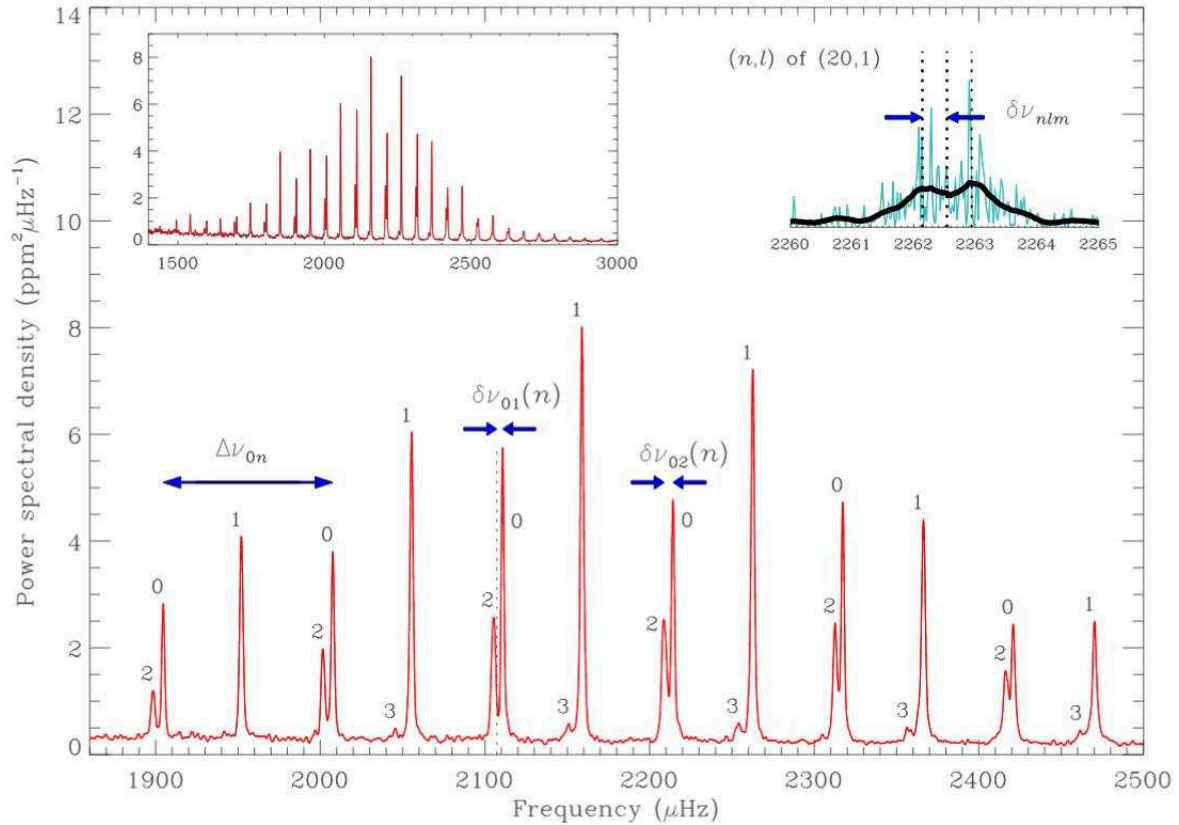 14
12
10
8
6
4
2
0
Power spectral density (ppm²μHz⁻¹)
8
6
4
2
0
1500 2000 2500 3000
(n,l) of (20,1)
δν_nlm
2260 2261 2262 2263 2264 2265
Δν_0n
δν_01(n)
δν_02(n)
2 0 1 2 0 3 1 2 0 3 1 2 0 3 1 2 0 3 1 2 0 3 1
1900 2000 2100 2200 2300 2400 2500
Frequency (μHz)